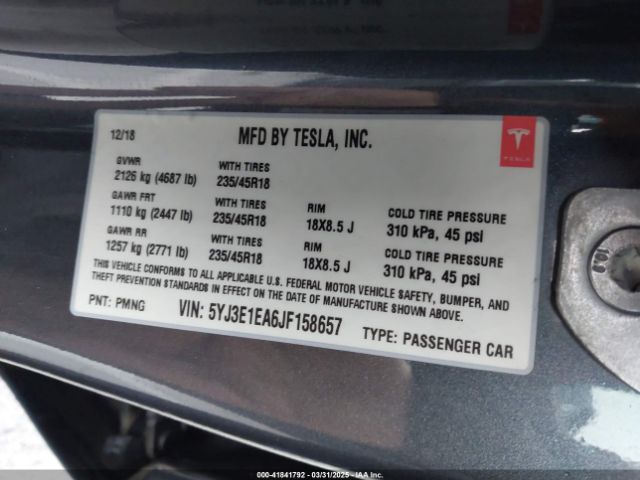 12/18 MFD BY TESLA, INC.
TESLA
GVWR WITH TIRES
2126 kg (4687 lb) 235/45R18
GAWR FRT WITH TIRES RIM COLD TIRE PRESSURE
1110 kg (2447 lb) 235/45R18 18X8.5 J 310 kPa, 45 psi
GAWR RR WITH TIRES RIM COLD TIRE PRESSURE
1257 kg (2771 lb) 235/45R18 18X8.5 J 310 kPa, 45 psi
THIS VEHICLE CONFORMS TO ALL APPLICABLE U.S. FEDERAL MOTOR VEHICLE SAFETY, BUMPER, AND
THEFT PREVENTION STANDARDS IN EFFECT ON THE DATE OF MANUFACTURE SHOWN ABOVE.
PNT: PMNG VIN: 5YJ3E1EA6JF158657 TYPE: PASSENGER CAR
000-41841792 - 03/31/2025 - IAA Inc.